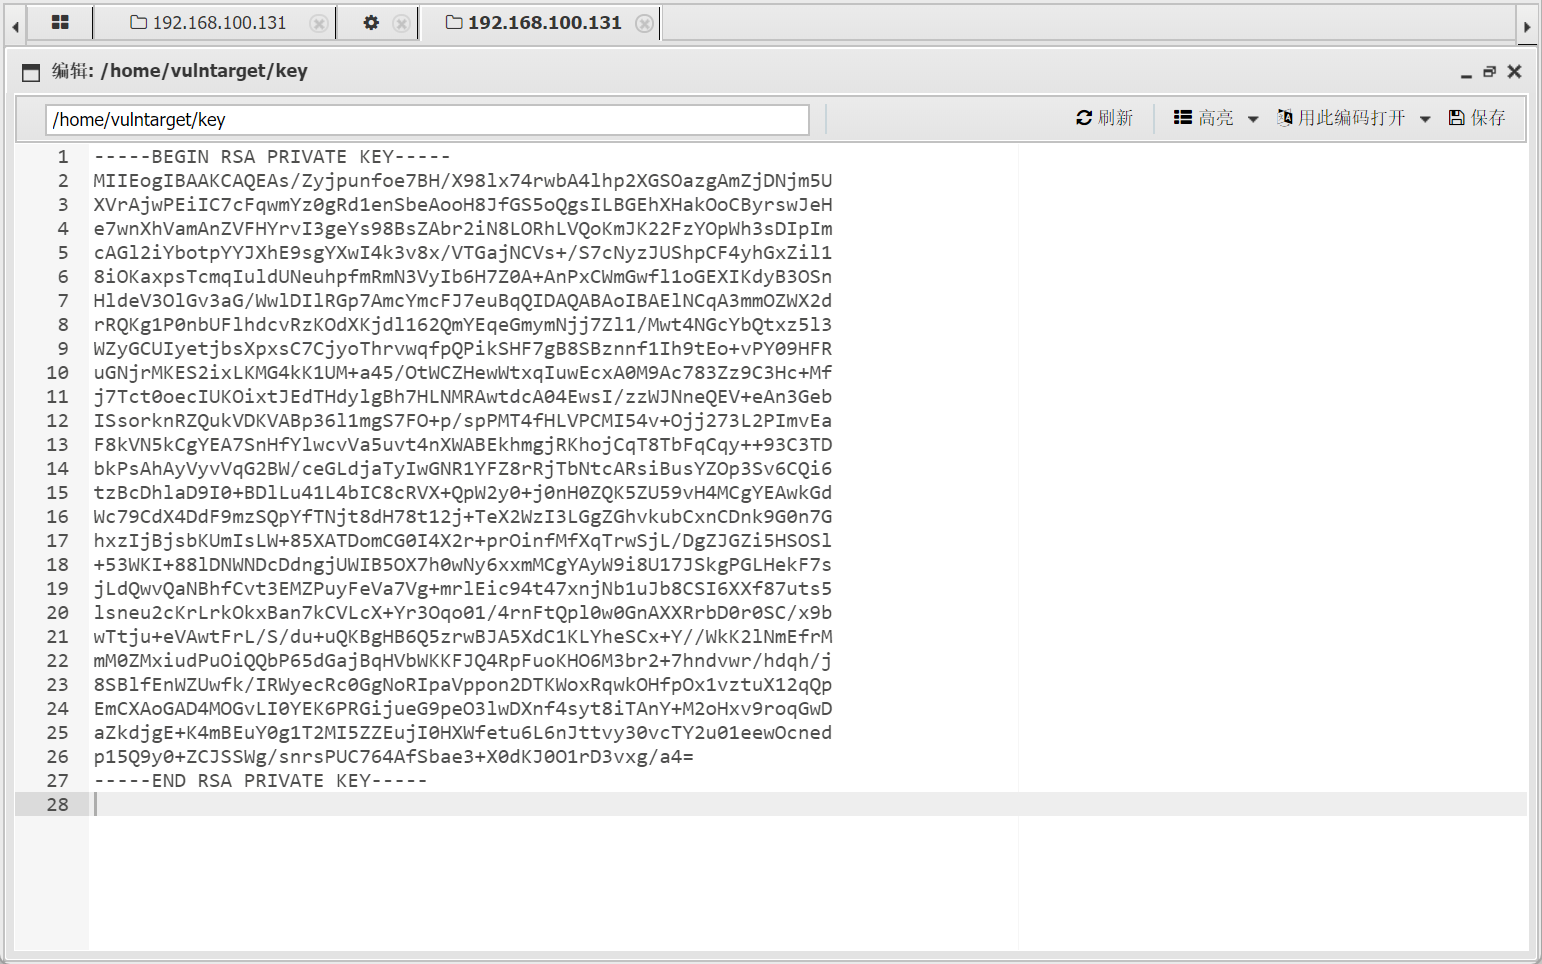 192.168.100.131
192.168.100.131
编辑: /home/vulntarget/key
/home/vulntarget/key
刷新
高亮
用此编码打开
保存
1 -----BEGIN RSA PRIVATE KEY-----
2 MIIEogIBAAKCAQEAs/Zyjpunfoe7BH/X98lx74rwbA4lhp2XGSOazgAmZjDNjm5U
3 XVrAjwPEiIC7cFqwmYz0gRd1enSbeAooH8JfGS5oQgsILBGEhXHakOoCByrswJeH
4 e7wnXhVamAnZVFHYrvI3geYs98BsZAbr2iN8LORhLVQoKmJK22FzYOpWh3sDIpIm
5 cAGl2iYbotpYYJXhE9sgYXwI4k3v8x/VTGajNCVs+/S7cNyzJUShpCF4yhGxZil1
6 8iOKaxpsTcmqIuldUNeuhpfmRmN3VyIb6H7Z0A+AnPxCWmGwfl1oGEXIKdyB3OSn
7 HldeV3OlGv3aG/WwlDIlRGp7AmcYmcFJ7euBqQIDAQABAoIBAElNCqA3mmOZWX2d
8 rRQKg1P0nbUFlhdcvRzKOdXKjdl162QmYEqeGmymNjj7Zl1/Mwt4NGcYbQtxz5l3
9 WZyGCUIyetjbsXpxsC7CjyoThrvwqfpQPikSHF7gB8SBznnf1Ih9tEo+vPY09HFR
10 uGNjrMKES2ixLKMG4kK1UM+a45/OtWCZHewWtxqIuwEcxA0M9Ac783Zz9C3Hc+Mf
11 j7Tct0oecIUKOixtJEdTHdylgBh7HLNMRAwtdcA04EwsI/zzWJNneQEV+eAn3Geb
12 ISsorknRZQukVDKVABp36l1mgS7FO+p/spPMT4fHLVPCMI54v+Ojj273L2PImvEa
13 F8kVN5kCgYEA7SnHfYlwcvVa5uvt4nXWABEkhmgjRKhojCqT8TbFqCqy++93C3TD
14 bkPsAhAyVyvVqG2BW/ceGLdjaTyIwGNR1YFZ8rRjTbNtcARsiBusYZOp3Sv6CQi6
15 tzBcDhlaD9I0+BDlLu41L4bIC8cRVX+QpW2y0+j0nH0ZQK5ZU59vH4MCgYEAwkGd
16 Wc79CdX4DdF9mzSQpYfTNjt8dH78t12j+TeX2WzI3LGgZGhvkubCxnCDnk9G0n7G
17 hxzIjBjsbKUmIsLW+85XATDomCG0I4X2r+prOinfMfXqTrwSjL/DgZJGZi5HSOSl
18 +53WKI+88lDNWNDcDdngjUWIB5OX7h0wNy6xxmMCgYAyW9i8U17JSkgPGLHekF7s
19 jLdQwvQaNBhfCvt3EMZPuyFeVa7Vg+mrlEic94t47xnjNb1uJb8CSI6XXf87uts5
20 lsneu2cKrLrkOkxBan7kCVLcX+Yr3Oqo01/4rnFtQpl0w0GnAXXRrbD0r0SC/x9b
21 wTtju+eVAwtFrL/S/du+uQKBgHB6Q5zrwBJA5XdC1KLYheSCx+Y//WkK2lNmEfrM
22 mM0ZMxiudPuOiQQbP65dGajBqHVbWKKFJQ4RpFuoKHO6M3br2+7hndvwr/hdqh/j
23 8SBlfEnWZUwfk/IRWyecRc0GgNoRIpaVppon2DTKWoxRqwkOHfpOx1vztuX12qQp
24 EmCXAoGAD4MOGvLI0YEK6PRGijueG9peO3lwDXnf4syt8iTAnY+M2oHxv9roqGwD
25 aZkdjgE+K4mBEuY0g1T2MI5ZZEujI0HXWfetu6L6nJttvy30vcTY2u01eewOcned
26 p15Q9y0+ZCJSSWg/snrsPUC764AfSbae3+X0dKJ0O1rD3vxg/a4=
27 -----END RSA PRIVATE KEY-----
28